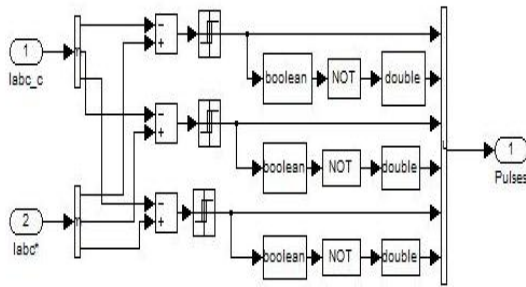 1
Iabc_c
−
+
boolean
NOT
double
−
+
boolean
NOT
double
1
Pulses
2
Iabc*
−
+
boolean
NOT
double